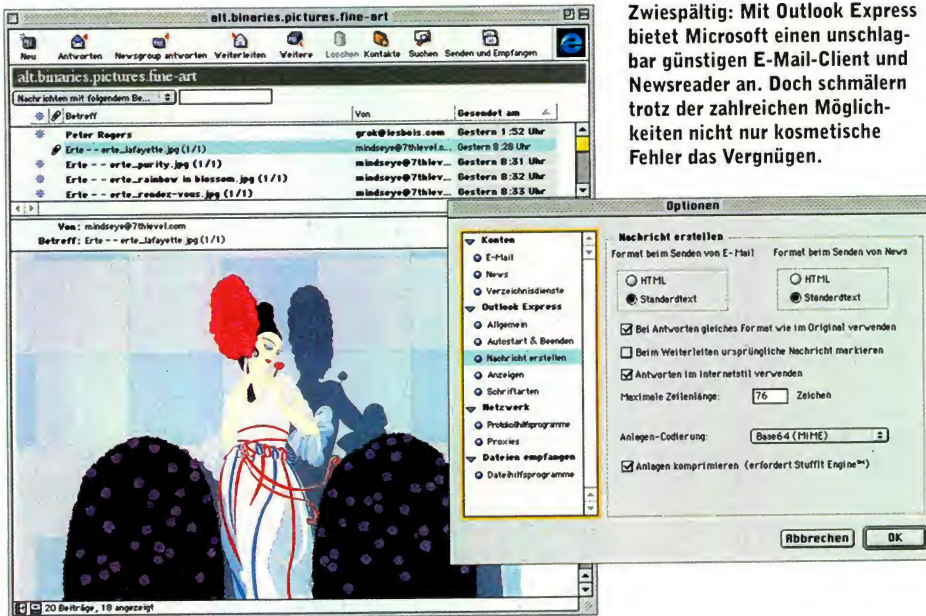 alt.binaries.pictures.fine-art
Neu Antworten Newsgroup antworten Weiterleiten Weitere Löschen Kontakte Suchen Senden und Empfangen
alt.binaries.pictures.fine-art
Nachrichten mit folgendem Be...
Betreff Von Gesendet am
Peter Rogers grok@lesbois.com Gestern 1:52 Uhr
Erte - - erte_lafayette.jpg (1/1) mindseye@7thlevel.c... Gestern 8:28 Uhr
Erte - - erte_purity.jpg (1/1) mindseye@7thlev... Gestern 8:31 Uhr
Erte - - erte_rainbow in blossom.jpg (1/1) mindseye@7thlev... Gestern 8:32 Uhr
Erte - - erte_rendez-vous.jpg (1/1) mindseye@7thlev... Gestern 8:33 Uhr
Von: mindseye@7thlevel.com
Betreff: Erte - - erte_lafayette.jpg (1/1)
20 Beiträge, 18 angezeigt
Zwiespältig: Mit Outlook Express
bietet Microsoft einen unschlag-
bar günstigen E-Mail-Client und
Newsreader an. Doch schmälern
trotz der zahlreichen Möglich-
keiten nicht nur kosmetische
Fehler das Vergnügen.
Optionen
Konten
E-Mail
News
Verzeichnisdienste
Outlook Express
Allgemein
Autostart & Beenden
Nachricht erstellen
Anzeigen
Schriftarten
Netzwerk
Protokollhilfsprogramme
Proxies
Dateien empfangen
Dateihilfsprogramme
Nachricht erstellen
Format beim Senden von E-Mail Format beim Senden von News
HTML HTML
Standardtext Standardtext
Bei Antworten gleiches Format wie im Original verwenden
Beim Weiterleiten ursprüngliche Nachricht markieren
Antworten im Internetstil verwenden
Maximale Zeilenlänge: 76 Zeichen
Anlagen-Codierung: Base64 (MIME)
Anlagen komprimieren (erfordert StuffIt Engine™)
Abbrechen OK